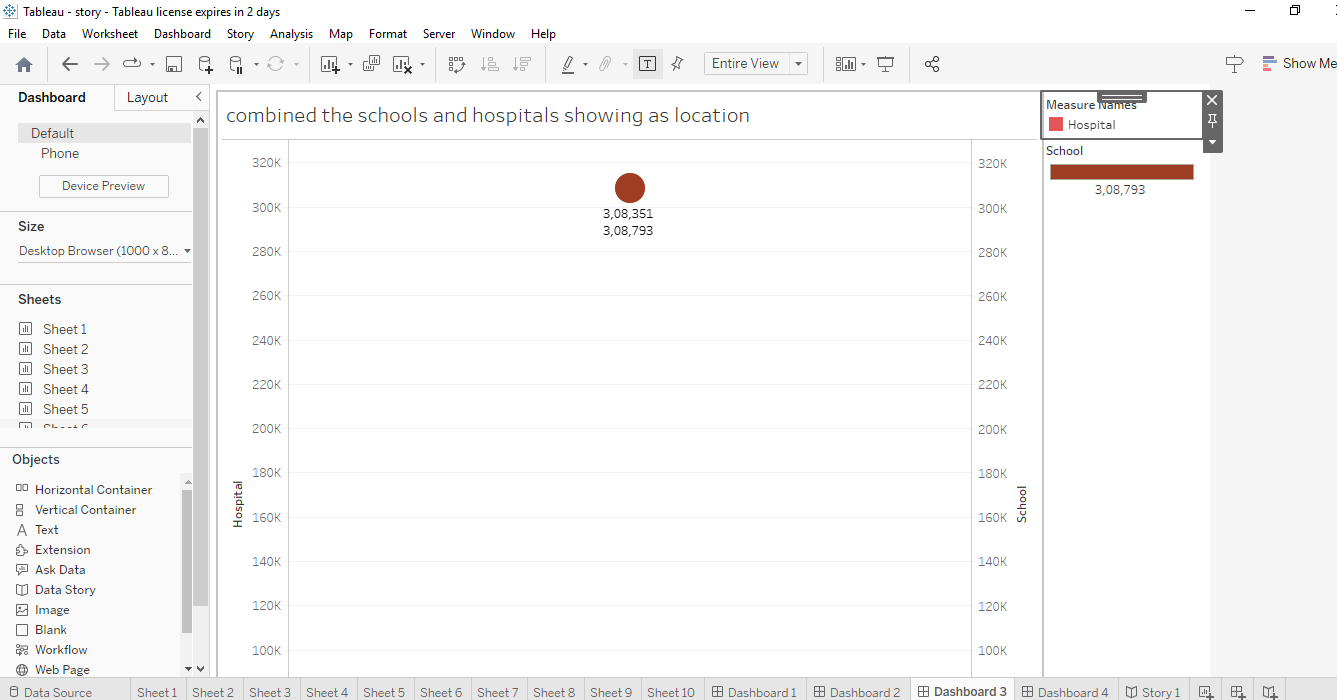 Tableau - story - Tableau license expires in 2 days
File Data Worksheet Dashboard Story Analysis Map Format Server Window Help
Entire View
Show Me
Dashboard Layout
Default
Phone
Device Preview
Size
Desktop Browser (1000 x 8...
Sheets
Sheet 1
Sheet 2
Sheet 3
Sheet 4
Sheet 5
Objects
Horizontal Container
Vertical Container
Text
Extension
Ask Data
Data Story
Image
Blank
Workflow
Web Page
combined the schools and hospitals showing as location
320K
300K
280K
260K
240K
220K
200K
180K
160K
140K
120K
100K
Hospital
3,08,351
3,08,793
320K
300K
280K
260K
240K
220K
200K
180K
160K
140K
120K
100K
School
Measure Names
Hospital
School
3,08,793
Data Source Sheet 1 Sheet 2 Sheet 3 Sheet 4 Sheet 5 Sheet 6 Sheet 7 Sheet 8 Sheet 9 Sheet 10 Dashboard 1 Dashboard 2 Dashboard 3 Dashboard 4 Story 1